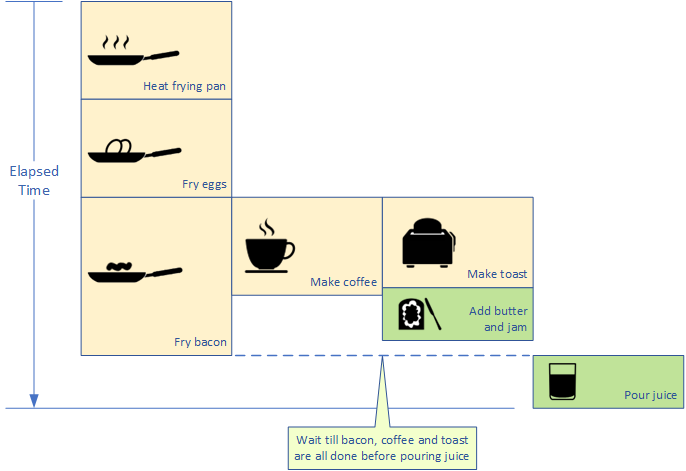 Heat frying pan
Elapsed
Time
Fry eggs
Make coffee
Make toast
Add butter
and jam
Fry bacon
Pour juice
Wait till bacon, coffee and toast
are all done before pouring juice